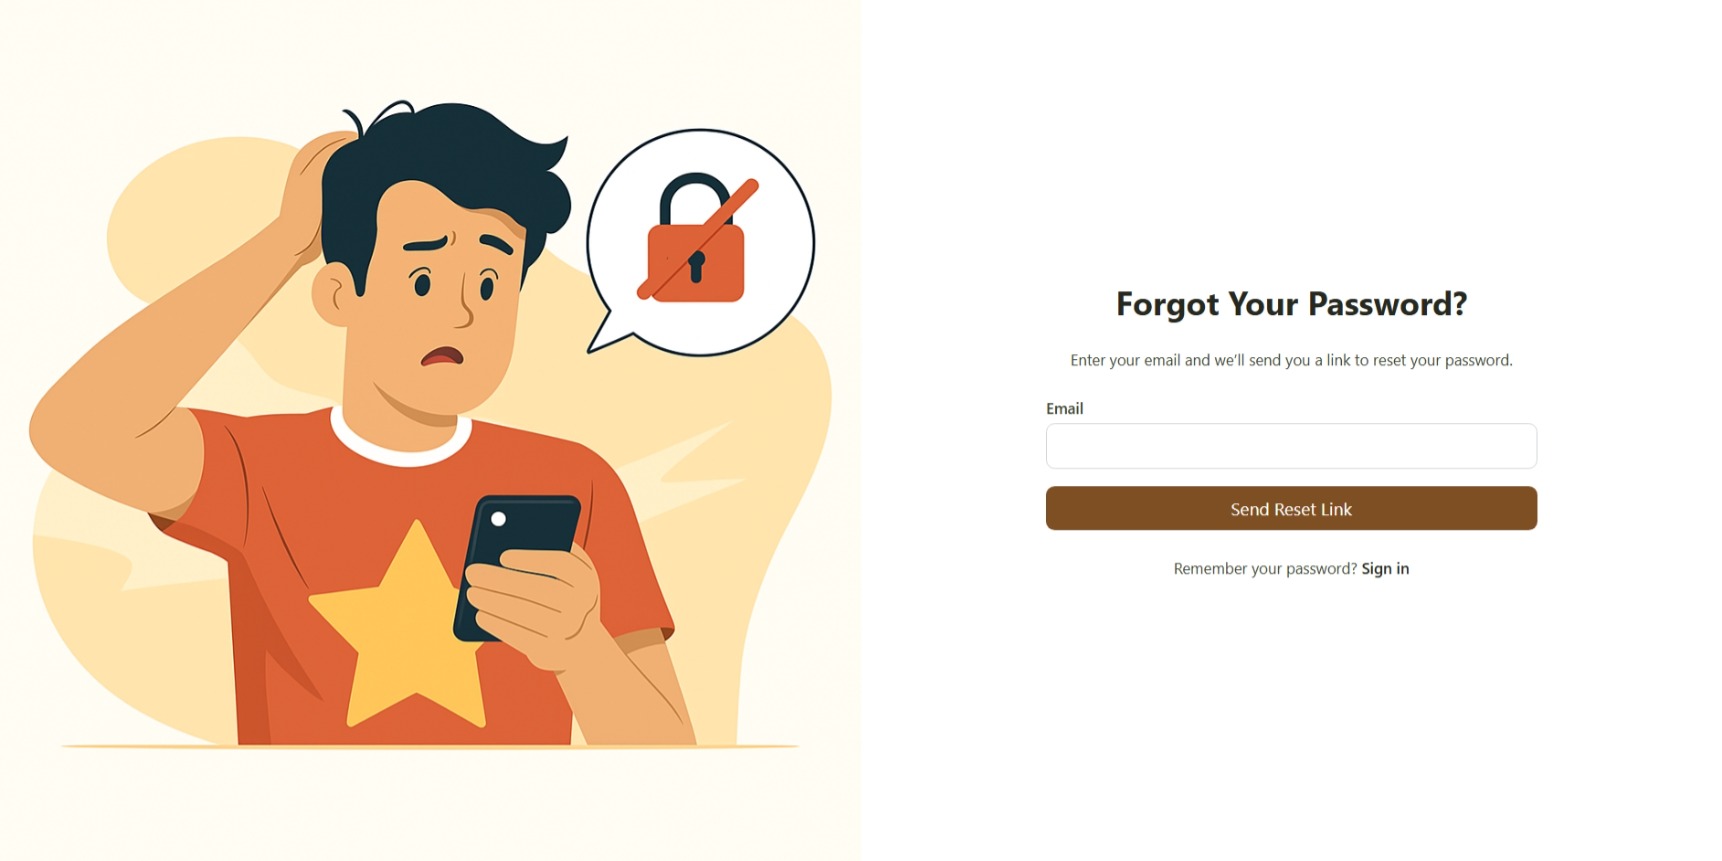 Forgot Your Password?
Enter your email and we’ll send you a link to reset your password.
Email
Send Reset Link
Remember your password? Sign in